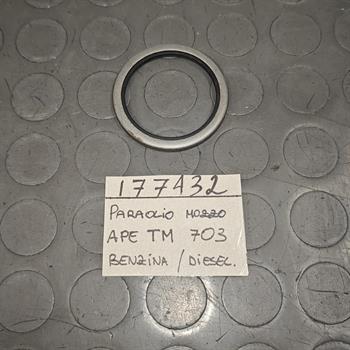 177432
PARAOLIO MOZZO
APE TM 703
BENZINA / DIESEL.